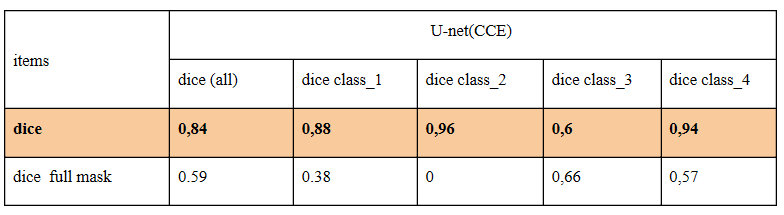 items
U-net(CCE)
dice (all) dice class_1 dice class_2 dice class_3 dice class_4
dice 0,84 0,88 0,96 0,6 0,94
dice full mask 0.59 0.38 0 0,66 0,57